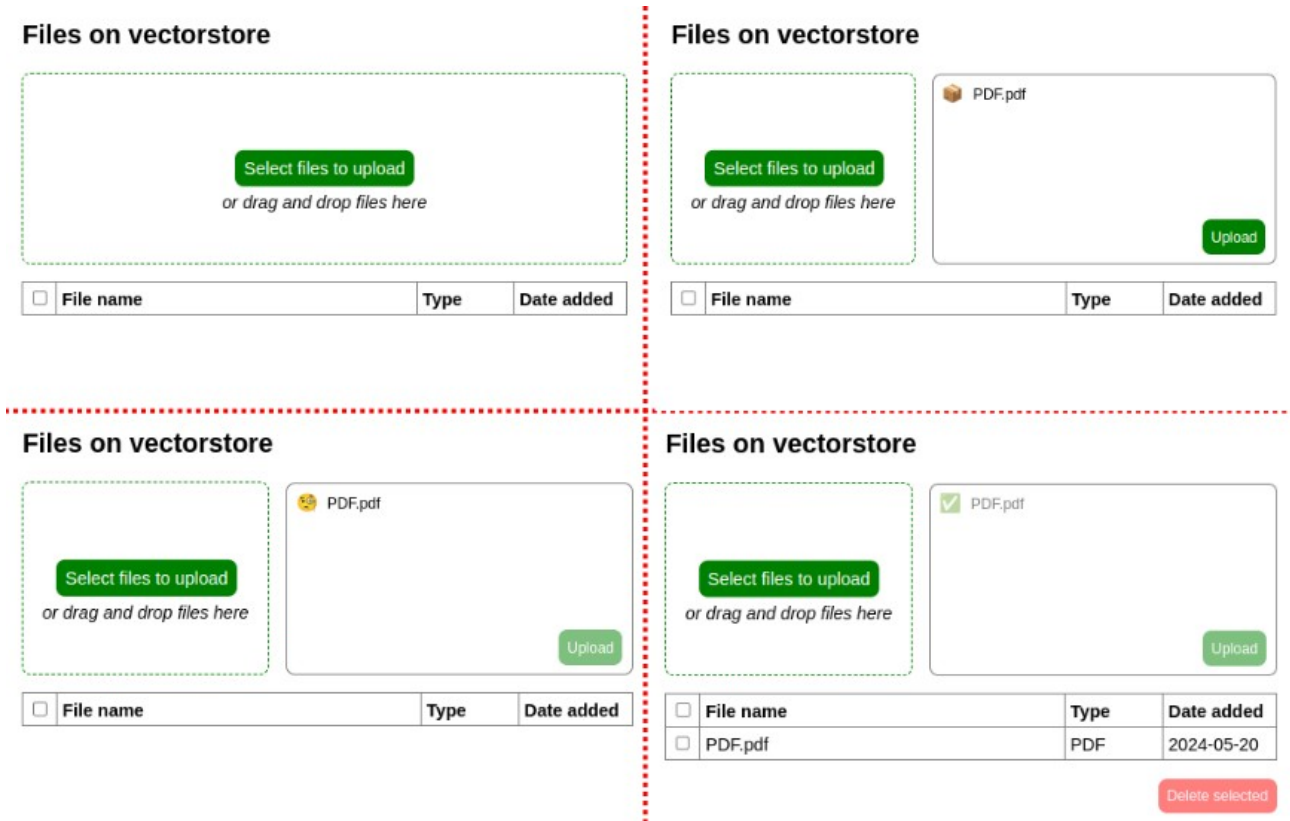 Files on vectorstore
Select files to upload
or drag and drop files here
File name Type Date added
Files on vectorstore
Select files to upload
or drag and drop files here
PDF.pdf
Upload
File name Type Date added
Files on vectorstore
Select files to upload
or drag and drop files here
PDF.pdf
Upload
File name Type Date added
Files on vectorstore
Select files to upload
or drag and drop files here
PDF.pdf
Upload
File name Type Date added
PDF.pdf PDF 2024-05-20
Delete selected